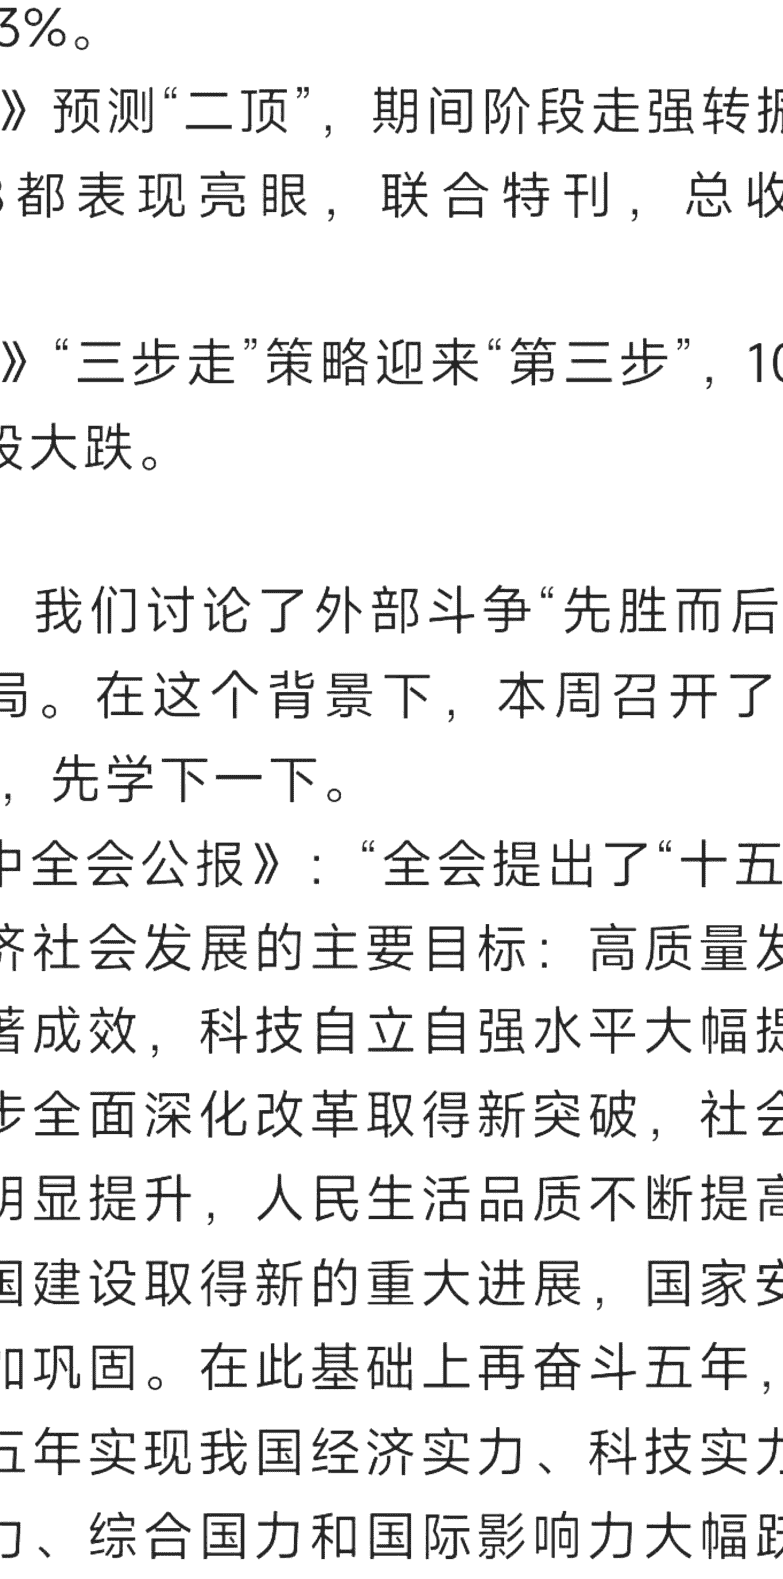 3%。
》预测“二顶”，期间阶段走强转振
都表现亮眼，联合特刊，总收
》“三步走”策略迎来“第三步”，10
股大跌。
我们讨论了外部斗争“先胜而后
局。在这个背景下，本周召开了
，先学下一下。
中全会公报》：“全会提出了“十五
济社会发展的主要目标：高质量发
著成效，科技自立自强水平大幅提
步全面深化改革取得新突破，社会
明显提升，人民生活品质不断提高
国建设取得新的重大进展，国家安
加巩固。在此基础上再奋斗五年，
五年实现我国经济实力、科技实力
力、综合国力和国际影响力大幅跃